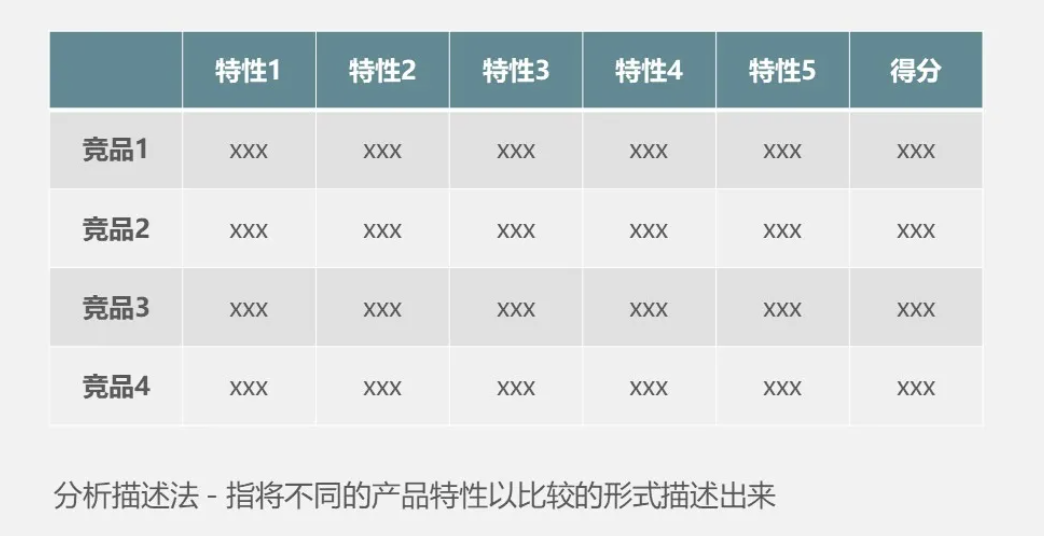 特性1 特性2 特性3 特性4 特性5 得分
竞品1 xxx xxx xxx xxx xxx xxx
竞品2 xxx xxx xxx xxx xxx xxx
竞品3 xxx xxx xxx xxx xxx xxx
竞品4 xxx xxx xxx xxx xxx xxx
分析描述法 - 指将不同的产品特性以比较的形式描述出来